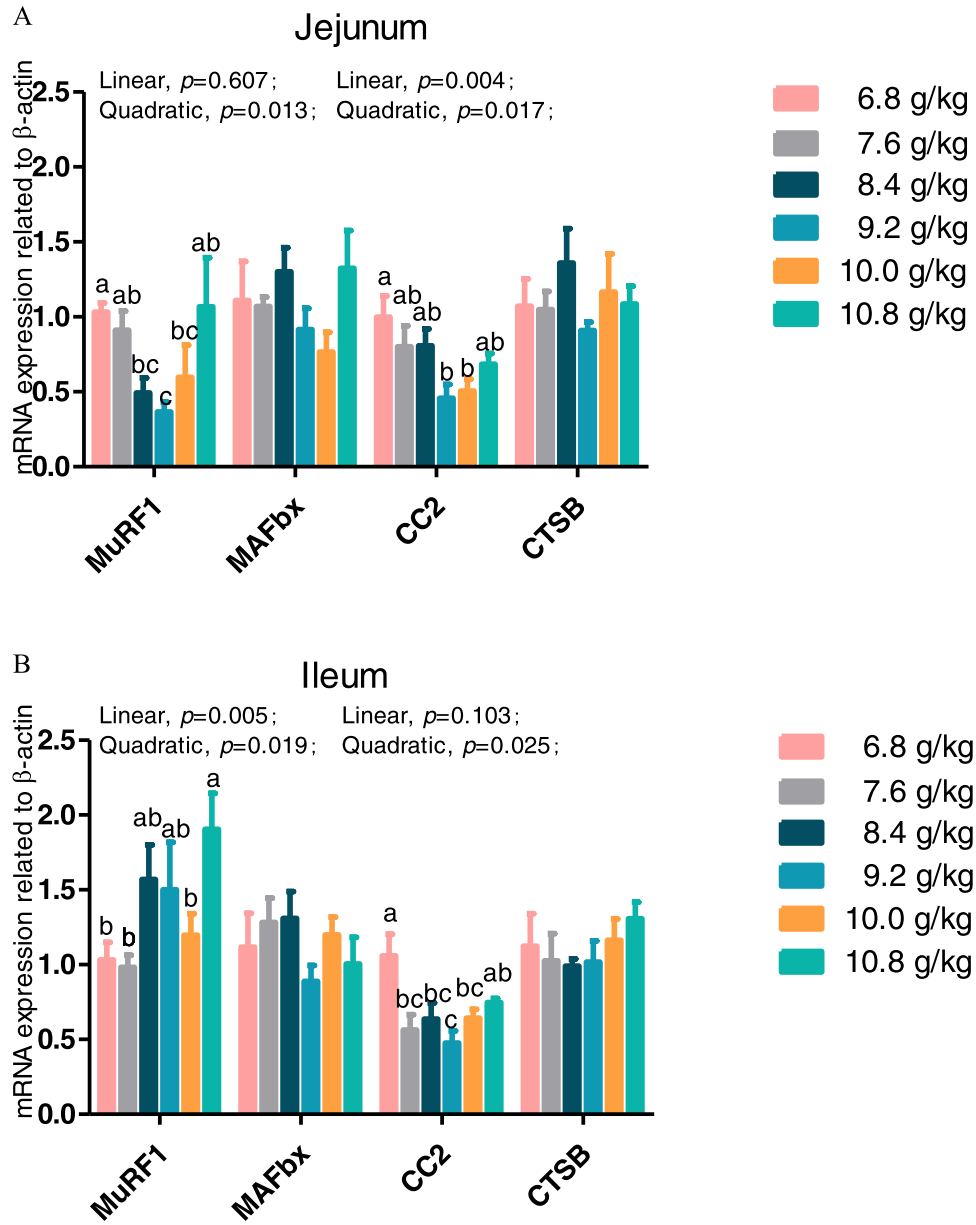 A
Jejunum
Linear, p=0.607; Linear, p=0.004;
Quadratic, p=0.013; Quadratic, p=0.017;
mRNA expression related to β-actin
2.5
2.0
1.5
1.0
0.5
0.0
a ab bc c bc ab
a ab ab b b ab
MuRF1 MAFbx CC2 CTSB
6.8 g/kg
7.6 g/kg
8.4 g/kg
9.2 g/kg
10.0 g/kg
10.8 g/kg
B
Ileum
Linear, p=0.005; Linear, p=0.103;
Quadratic, p=0.019; Quadratic, p=0.025;
mRNA expression related to β-actin
2.5
2.0
1.5
1.0
0.5
0.0
b b ab ab b a
a bc bc c bc ab
MuRF1 MAFbx CC2 CTSB
6.8 g/kg
7.6 g/kg
8.4 g/kg
9.2 g/kg
10.0 g/kg
10.8 g/kg